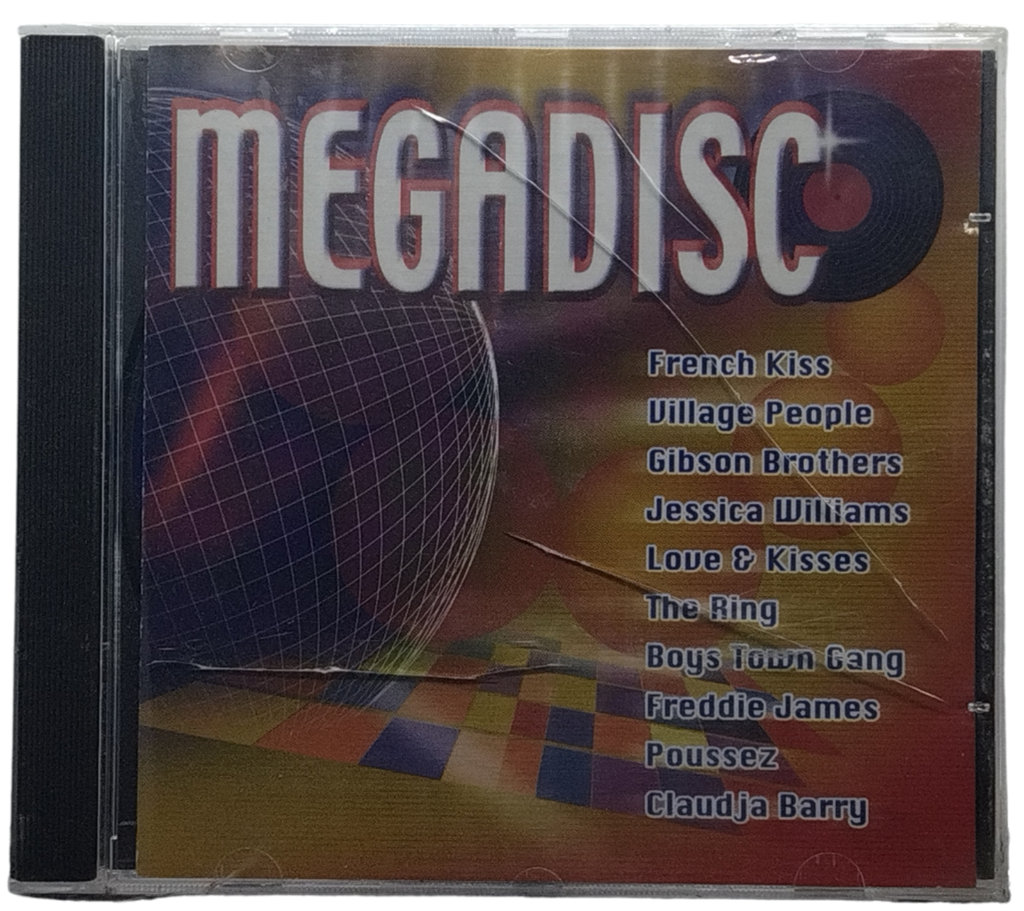 MEGADISC
French Kiss
Village People
Gibson Brothers
Jessica Williams
Love & Kisses
The Ring
Boys Town Gang
Freddie James
Poussez
Claudja Barry